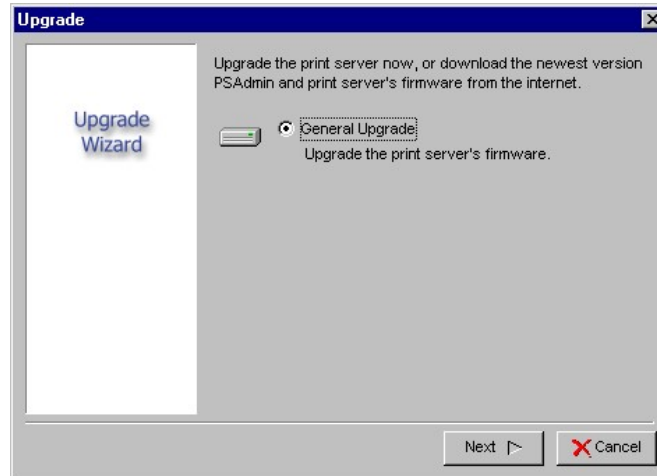 Upgrade
Upgrade the print server now, or download the newest version
PSAdmin and print server's firmware from the internet.
Upgrade
Wizard
General Upgrade
Upgrade the print server's firmware.
Next
Cancel